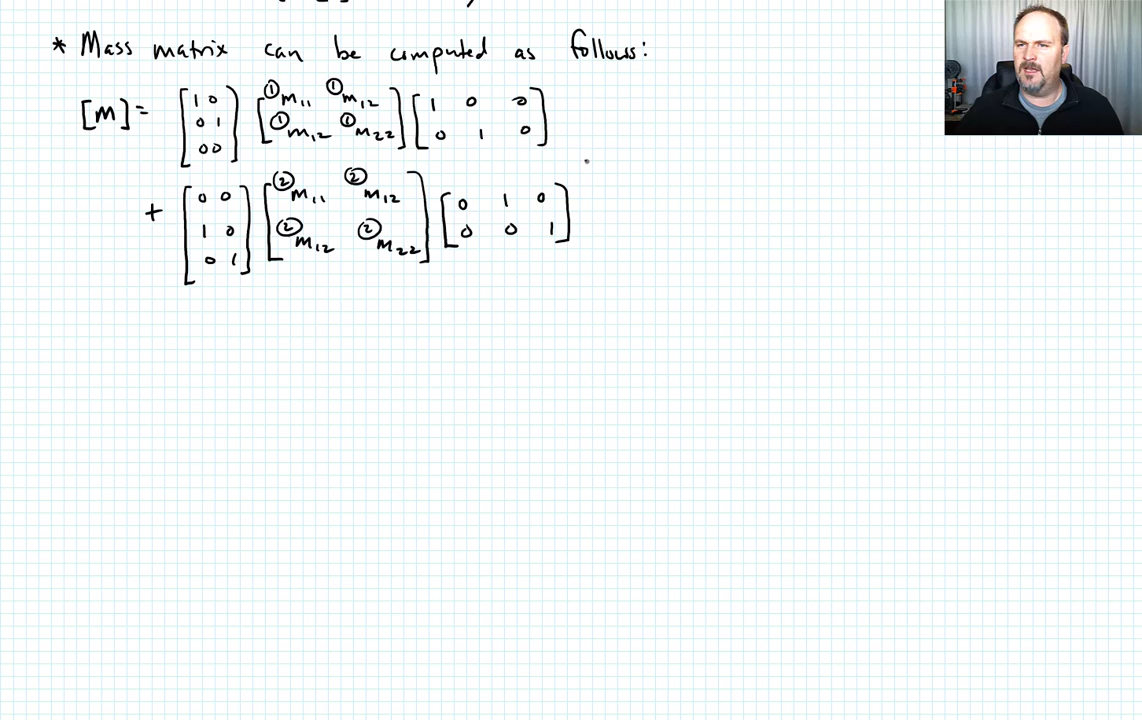 * Mass matrix can be computed as follows:
[M] = [1 0; 0 1; 0 0] [①m11 ①m12; ①m12 ①m22] [1 0 0; 0 1 0]
+ [0 0; 1 0; 0 1] [②m11 ②m12; ②m12 ②m22] [0 1 0; 0 0 1]